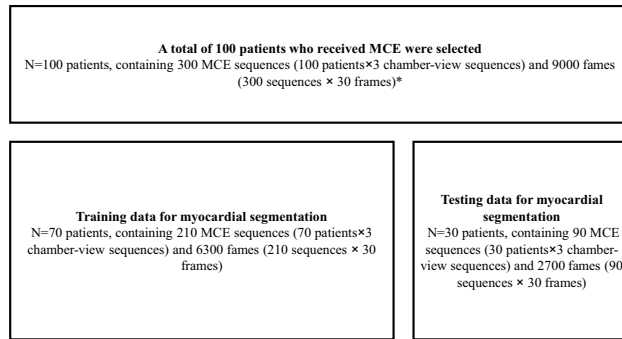 A total of 100 patients who received MCE were selected
N=100 patients, containing 300 MCE sequences (100 patients×3 chamber-view sequences) and 9000 fames
(300 sequences × 30 frames)*
Training data for myocardial segmentation
N=70 patients, containing 210 MCE sequences (70 patients×3
chamber-view sequences) and 6300 fames (210 sequences × 30
frames)
Testing data for myocardial
segmentation
N=30 patients, containing 90 MCE
sequences (30 patients×3 chamber-
view sequences) and 2700 fames (90
sequences × 30 frames)